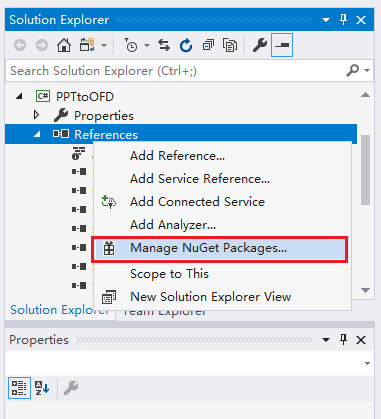 Solution Explorer
Search Solution Explorer (Ctrl+;)
C# PPTtoOFD
Properties
References
Add Reference...
Add Service Reference...
Add Connected Service
Add Analyzer...
Manage NuGet Packages...
Scope to This
New Solution Explorer View
Solution Explorer Team Explorer
Properties